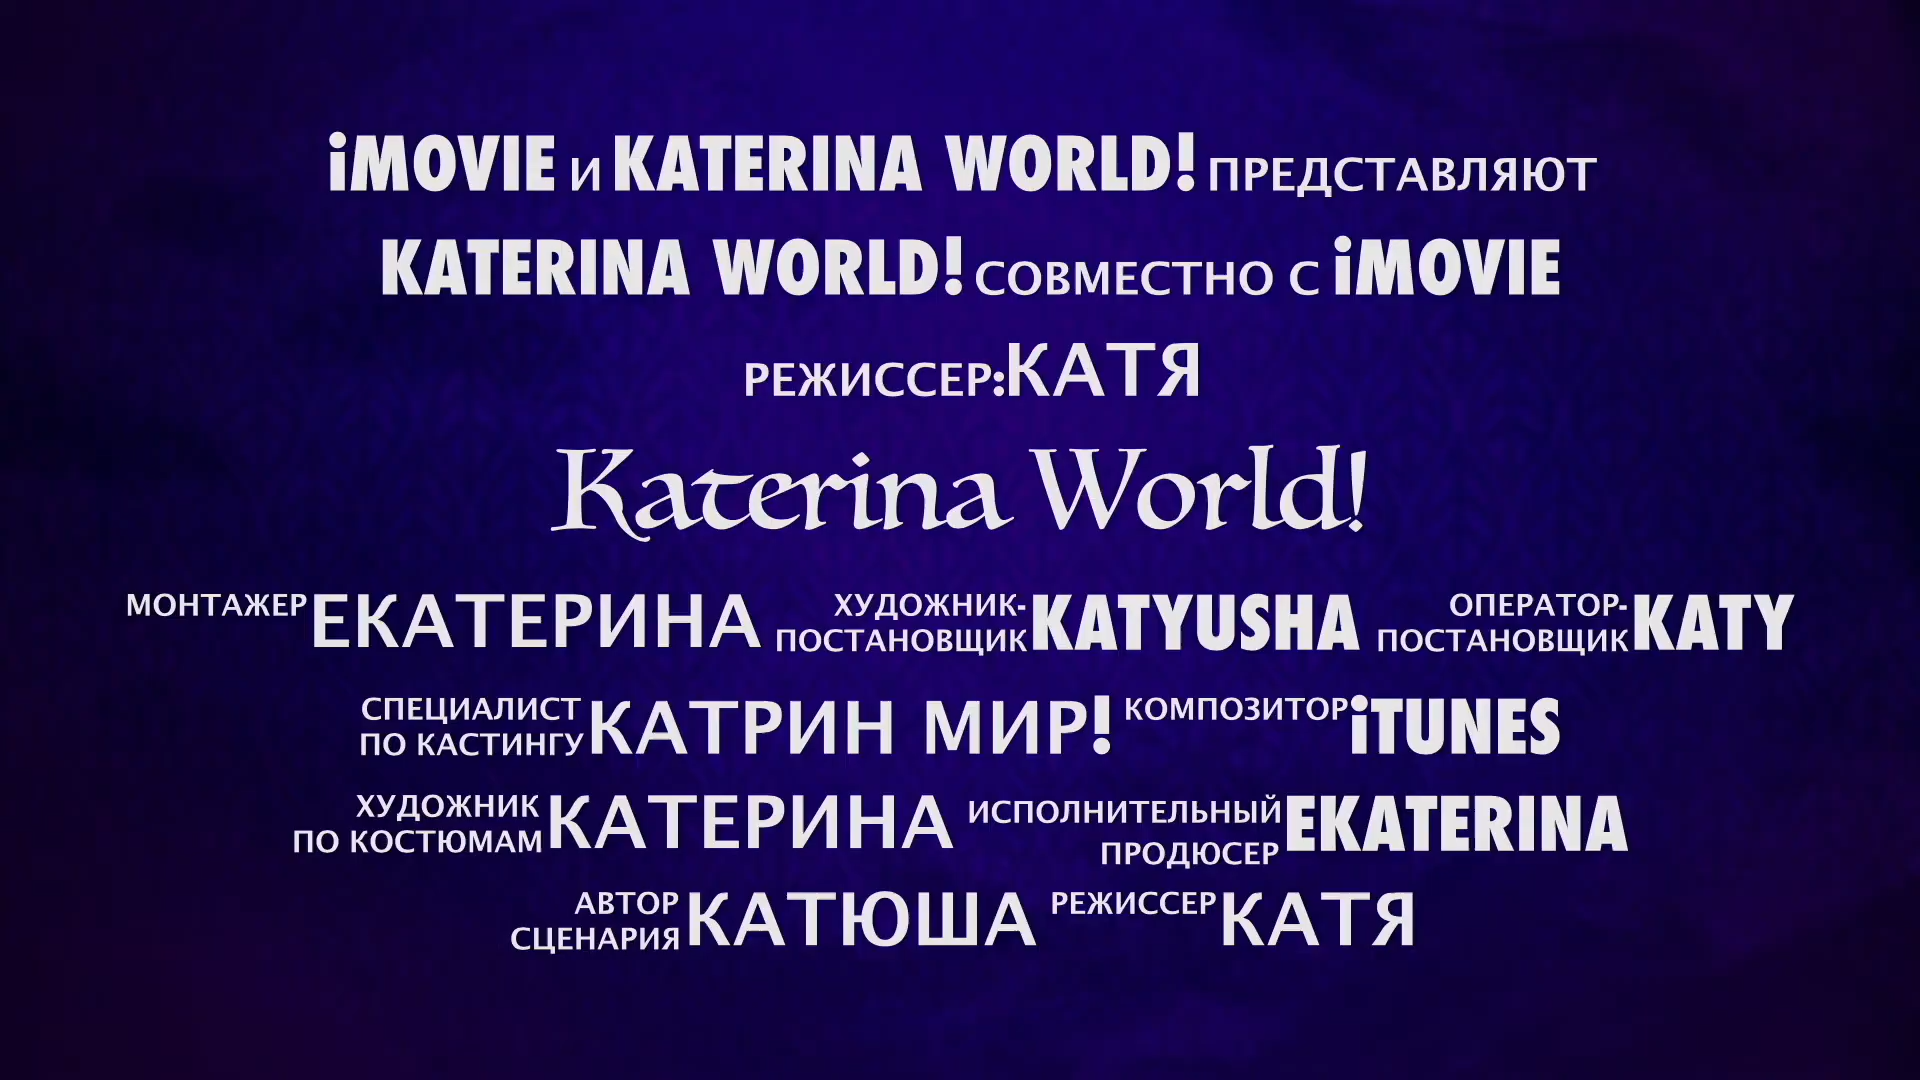 iMOVIE И KATERINA WORLD! ПРЕДСТАВЛЯЮТ
KATERINA WORLD! СОВМЕСТНО С iMOVIE
РЕЖИССЕР:КАТЯ
Katerina World!
МОНТАЖЕР ЕКАТЕРИНА ХУДОЖНИК-ПОСТАНОВЩИК KATYUSHA ОПЕРАТОР-ПОСТАНОВЩИК KATY
СПЕЦИАЛИСТ ПО КАСТИНГУ КАТРИН МИР! КОМПОЗИТОР iTUNES
ХУДОЖНИК ПО КОСТЮМАМ КАТЕРИНА ИСПОЛНИТЕЛЬНЫЙ ПРОДЮСЕР EKATERINA
АВТОР СЦЕНАРИЯ КАТЮША РЕЖИССЕР КАТЯ